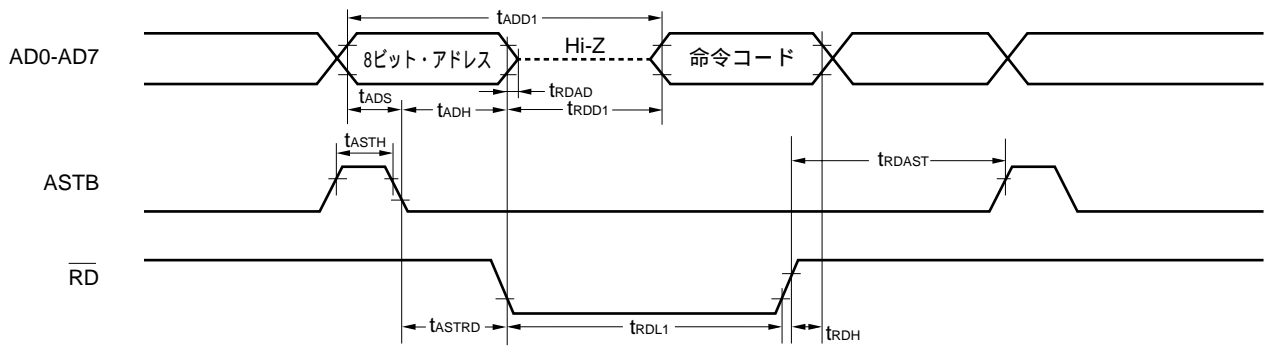 tADD1
AD0-AD7
8ビット・アドレス
Hi-Z
命令コード
tADS
tADH
tRDAD
tRDD1
tASTH
tRDAST
ASTB
RD
tASTRD
tRDL1
tRDH